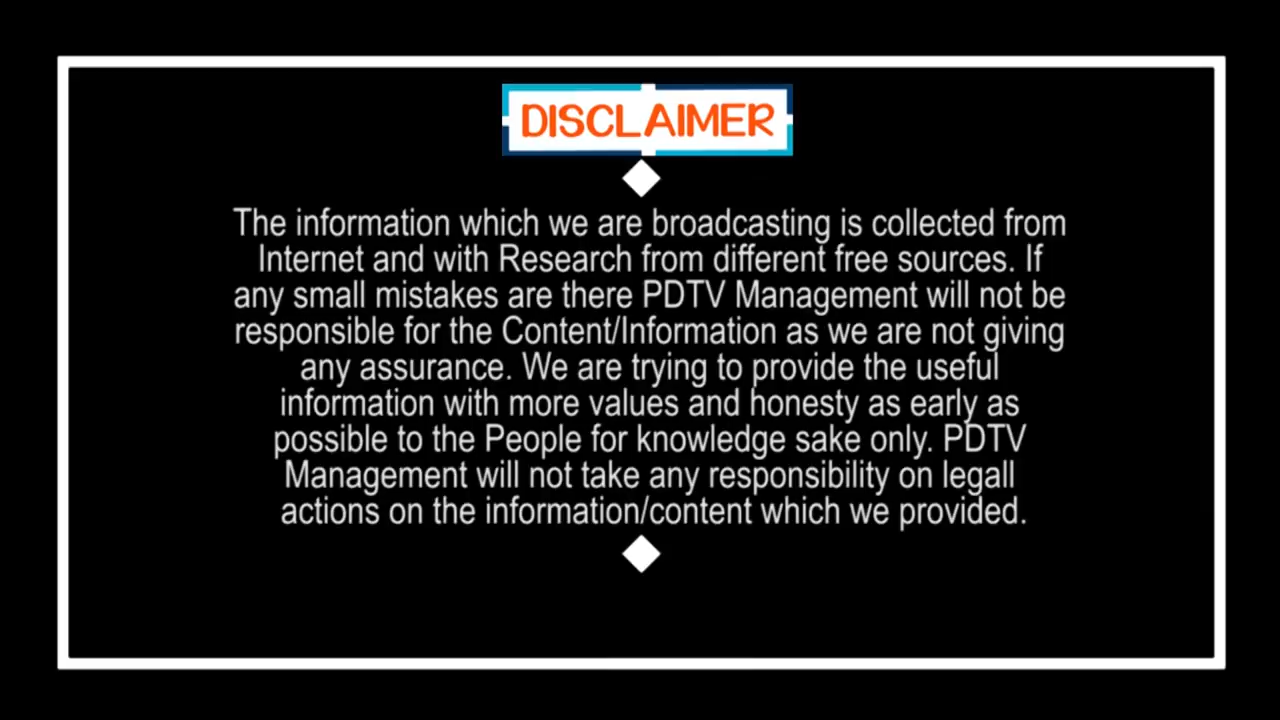 DISCLAIMER
The information which we are broadcasting is collected from
Internet and with Research from different free sources. If
any small mistakes are there PDTV Management will not be
responsible for the Content/Information as we are not giving
any assurance. We are trying to provide the useful
information with more values and honesty as early as
possible to the People for knowledge sake only. PDTV
Management will not take any responsibility on legall
actions on the information/content which we provided.